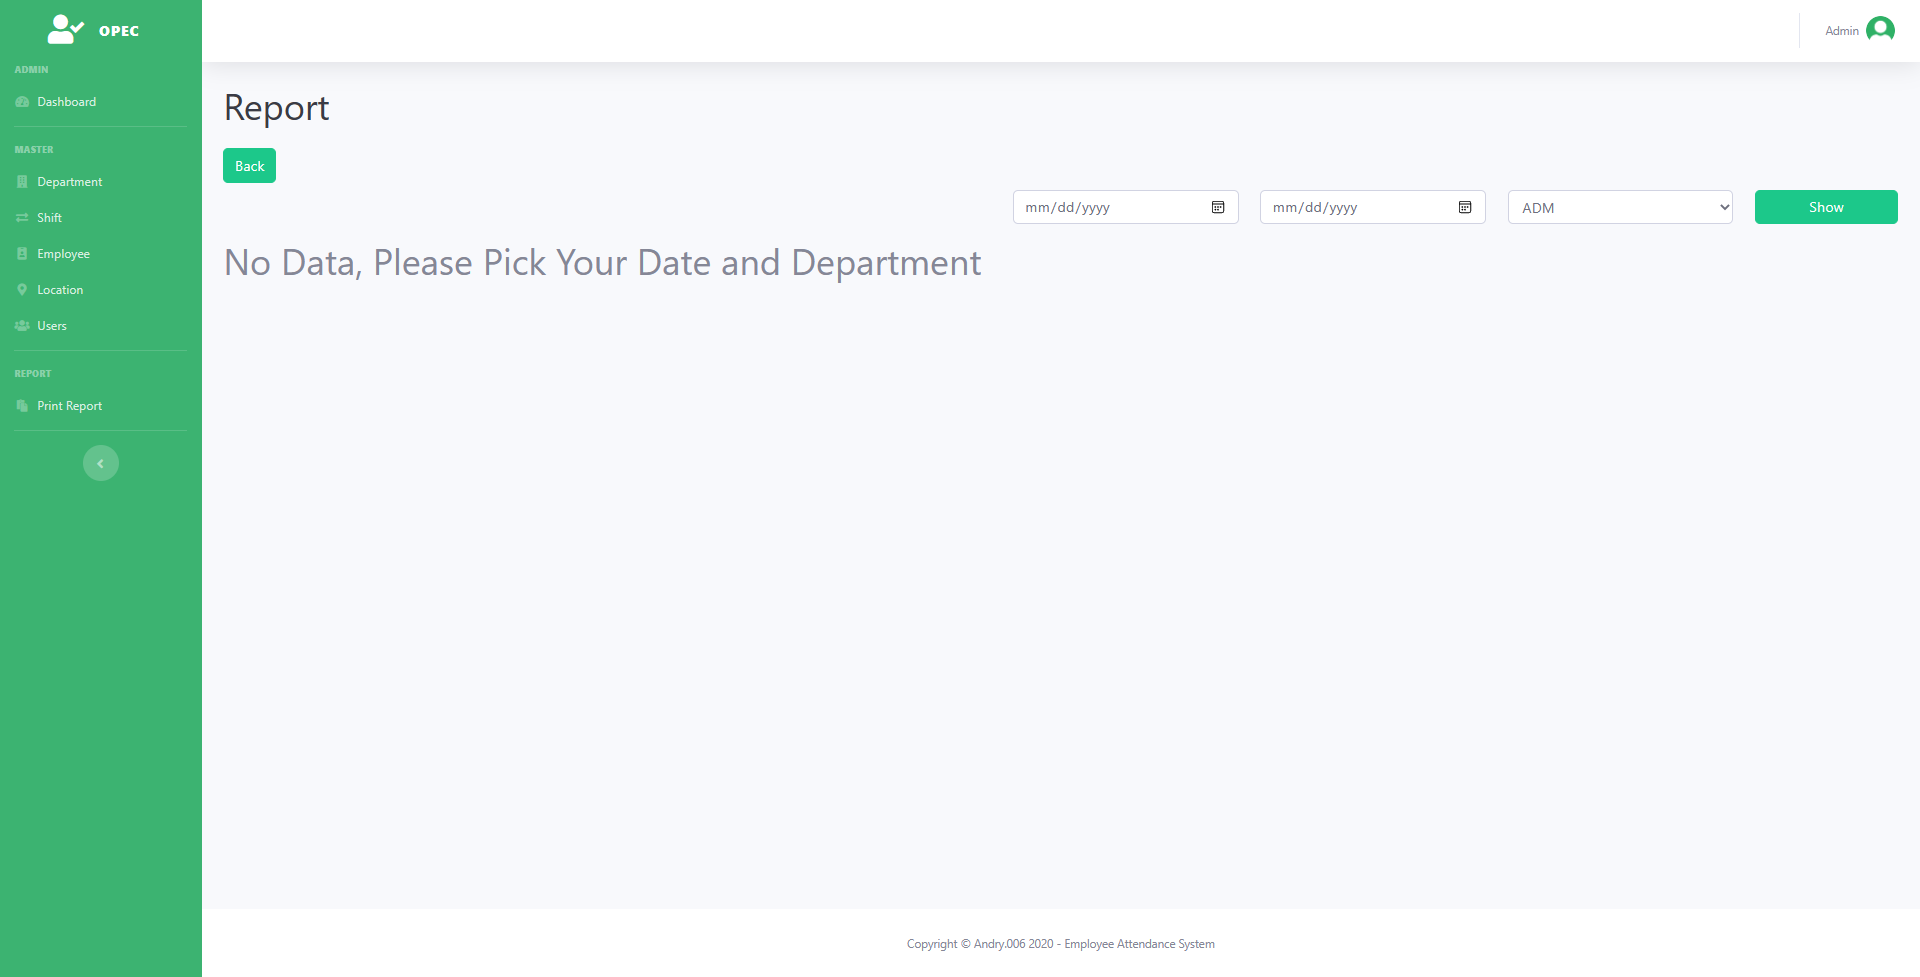 OPEC
Admin
ADMIN
Dashboard
MASTER
Department
Shift
Employee
Location
Users
REPORT
Print Report
Report
Back
mm/dd/yyyy mm/dd/yyyy ADM Show
No Data, Please Pick Your Date and Department
Copyright © Andry.006 2020 - Employee Attendance System